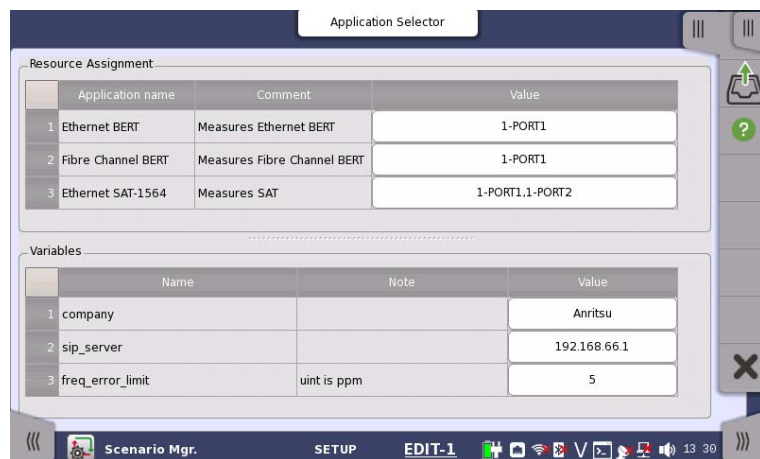 Application Selector
Resource Assignment
Application name Comment Value
1 Ethernet BERT Measures Ethernet BERT 1-PORT1
2 Fibre Channel BERT Measures Fibre Channel BERT 1-PORT1
3 Ethernet SAT-1564 Measures SAT 1-PORT1,1-PORT2
Variables
Name Note Value
1 company Anritsu
2 sip_server 192.168.66.1
3 freq_error_limit uint is ppm 5
Scenario Mgr. SETUP EDIT-1 13 30